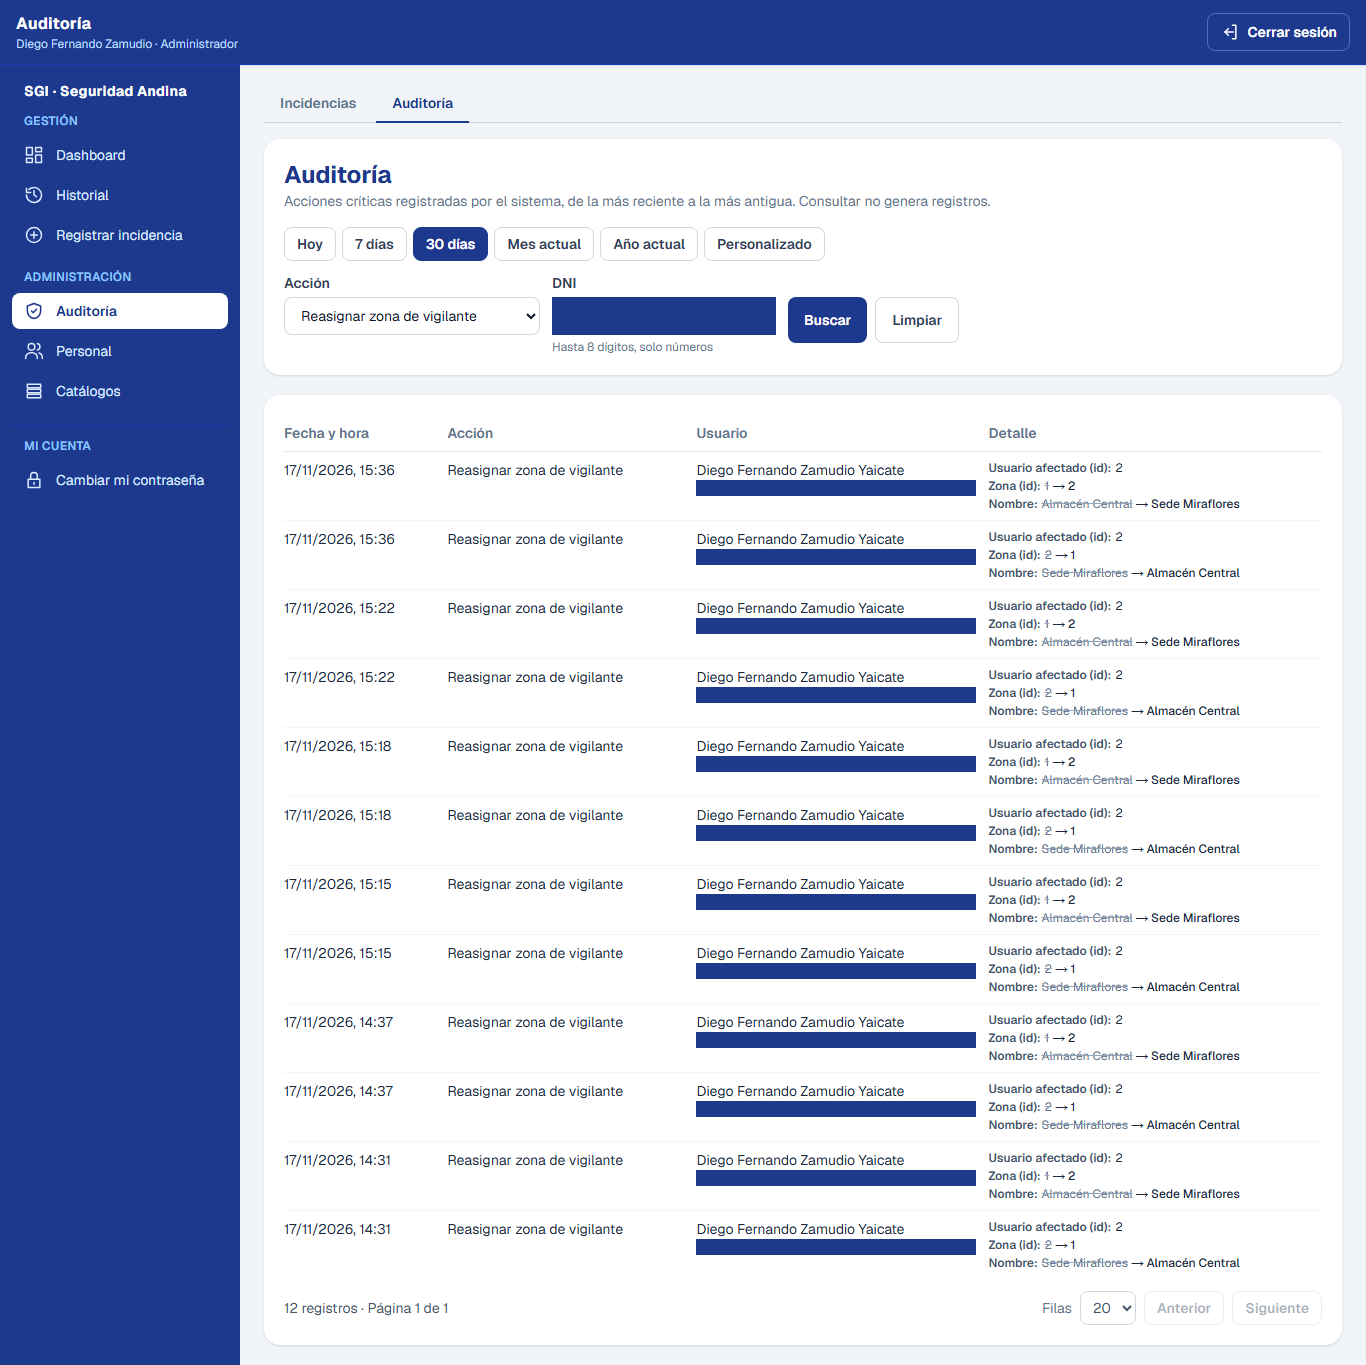 Auditoría
Diego Fernando Zamudio · Administrador
Cerrar sesión
SGI · Seguridad Andina
GESTIÓN
Dashboard
Historial
Registrar incidencia
ADMINISTRACIÓN
Auditoría
Personal
Catálogos
MI CUENTA
Cambiar mi contraseña
Incidencias Auditoría
Auditoría
Acciones críticas registradas por el sistema, de la más reciente a la más antigua. Consultar no genera registros.
Hoy 7 días 30 días Mes actual Año actual Personalizado
Acción DNI
Reasignar zona de vigilante Buscar Limpiar
Hasta 8 dígitos, solo números
Fecha y hora Acción Usuario Detalle
17/11/2026, 15:36 Reasignar zona de vigilante Diego Fernando Zamudio Yaicate Usuario afectado (id): 2
Zona (id): 1 → 2
Nombre: Almacén Central → Sede Miraflores
17/11/2026, 15:36 Reasignar zona de vigilante Diego Fernando Zamudio Yaicate Usuario afectado (id): 2
Zona (id): 2 → 1
Nombre: Sede Miraflores → Almacén Central
17/11/2026, 15:22 Reasignar zona de vigilante Diego Fernando Zamudio Yaicate Usuario afectado (id): 2
Zona (id): 1 → 2
Nombre: Almacén Central → Sede Miraflores
17/11/2026, 15:22 Reasignar zona de vigilante Diego Fernando Zamudio Yaicate Usuario afectado (id): 2
Zona (id): 2 → 1
Nombre: Sede Miraflores → Almacén Central
17/11/2026, 15:18 Reasignar zona de vigilante Diego Fernando Zamudio Yaicate Usuario afectado (id): 2
Zona (id): 1 → 2
Nombre: Almacén Central → Sede Miraflores
17/11/2026, 15:18 Reasignar zona de vigilante Diego Fernando Zamudio Yaicate Usuario afectado (id): 2
Zona (id): 2 → 1
Nombre: Sede Miraflores → Almacén Central
17/11/2026, 15:15 Reasignar zona de vigilante Diego Fernando Zamudio Yaicate Usuario afectado (id): 2
Zona (id): 1 → 2
Nombre: Almacén Central → Sede Miraflores
17/11/2026, 15:15 Reasignar zona de vigilante Diego Fernando Zamudio Yaicate Usuario afectado (id): 2
Zona (id): 2 → 1
Nombre: Sede Miraflores → Almacén Central
17/11/2026, 14:37 Reasignar zona de vigilante Diego Fernando Zamudio Yaicate Usuario afectado (id): 2
Zona (id): 1 → 2
Nombre: Almacén Central → Sede Miraflores
17/11/2026, 14:37 Reasignar zona de vigilante Diego Fernando Zamudio Yaicate Usuario afectado (id): 2
Zona (id): 2 → 1
Nombre: Sede Miraflores → Almacén Central
17/11/2026, 14:31 Reasignar zona de vigilante Diego Fernando Zamudio Yaicate Usuario afectado (id): 2
Zona (id): 1 → 2
Nombre: Almacén Central → Sede Miraflores
17/11/2026, 14:31 Reasignar zona de vigilante Diego Fernando Zamudio Yaicate Usuario afectado (id): 2
Zona (id): 2 → 1
Nombre: Sede Miraflores → Almacén Central
12 registros · Página 1 de 1 Filas 20 Anterior Siguiente